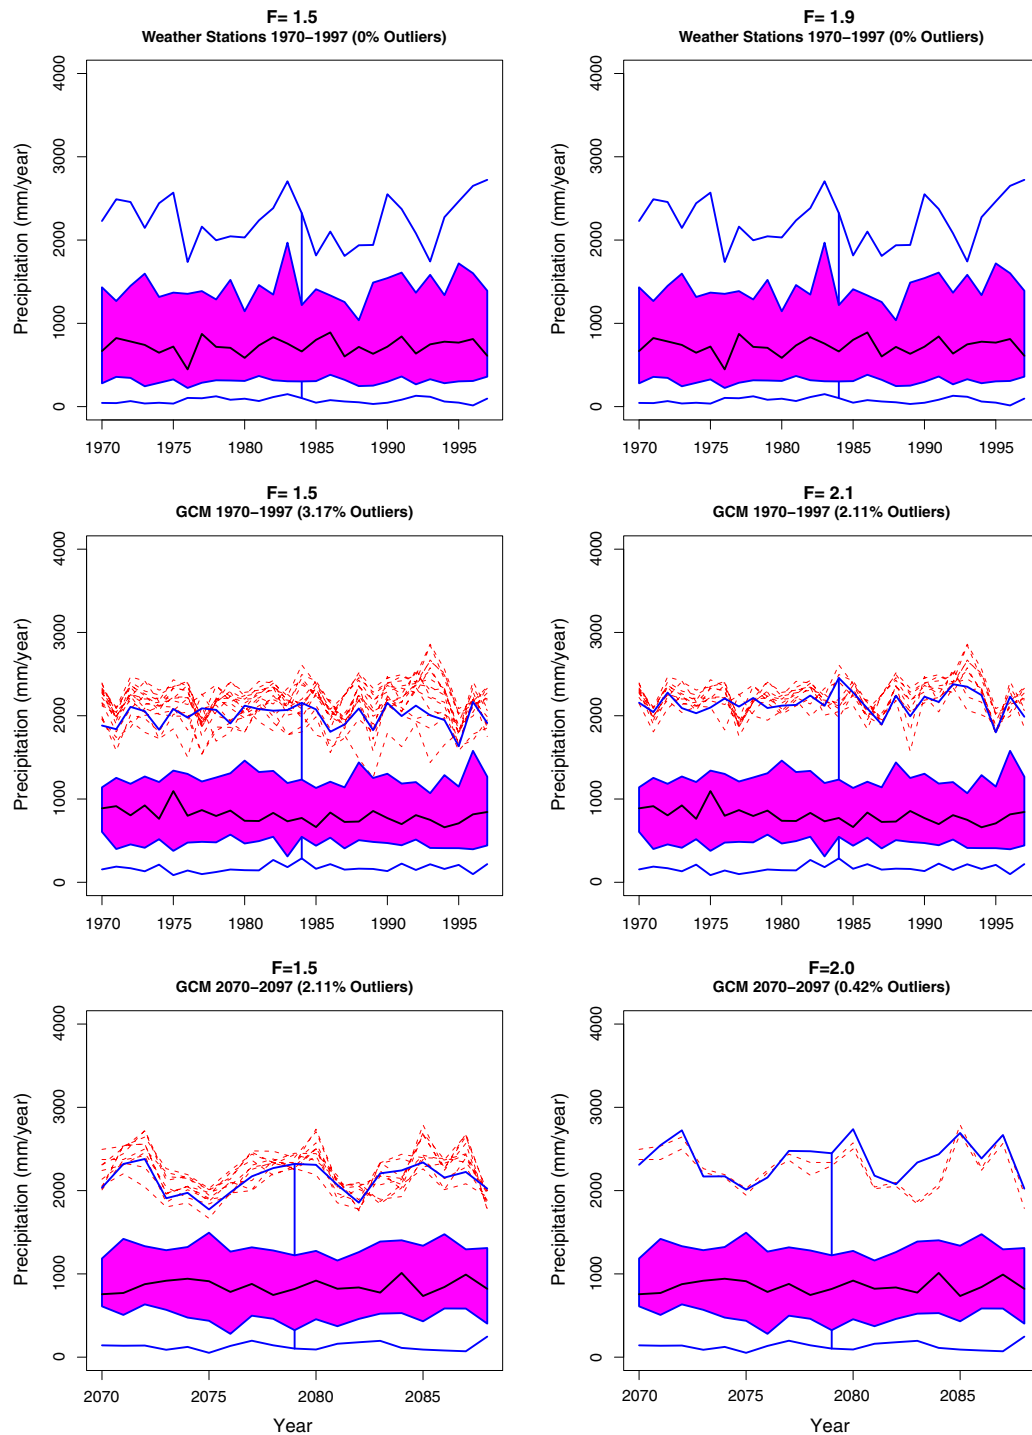 F= 1.5
Weather Stations 1970−1997 (0% Outliers)
Precipitation (mm/year)
4000
3000
2000
1000
0
1970 1975 1980 1985 1990 1995
F= 1.9
Weather Stations 1970−1997 (0% Outliers)
Precipitation (mm/year)
4000
3000
2000
1000
0
1970 1975 1980 1985 1990 1995
F= 1.5
GCM 1970−1997 (3.17% Outliers)
Precipitation (mm/year)
4000
3000
2000
1000
0
1970 1975 1980 1985 1990 1995
F= 2.1
GCM 1970−1997 (2.11% Outliers)
Precipitation (mm/year)
4000
3000
2000
1000
0
1970 1975 1980 1985 1990 1995
F=1.5
GCM 2070−2097 (2.11% Outliers)
Precipitation (mm/year)
4000
3000
2000
1000
0
2070 2075 2080 2085
Year
F=2.0
GCM 2070−2097 (0.42% Outliers)
Precipitation (mm/year)
4000
3000
2000
1000
0
2070 2075 2080 2085
Year